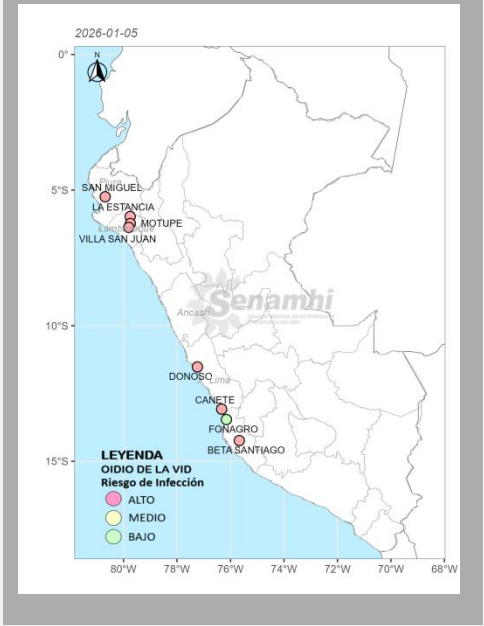 2026-01-05
N
0°
5°S
10°S
15°S
Piura
SAN MIGUEL
LA ESTANCIA
MOTUPE
VILLA SAN JUAN
Senamhi
Ancash
DONOSO
Lima
CAÑETE
FONAGRO
BETA SANTIAGO
LEYENDA
OIDIO DE LA VID
Riesgo de Infección
ALTO
MEDIO
BAJO
80°W 78°W 76°W 74°W 72°W 70°W 68°W